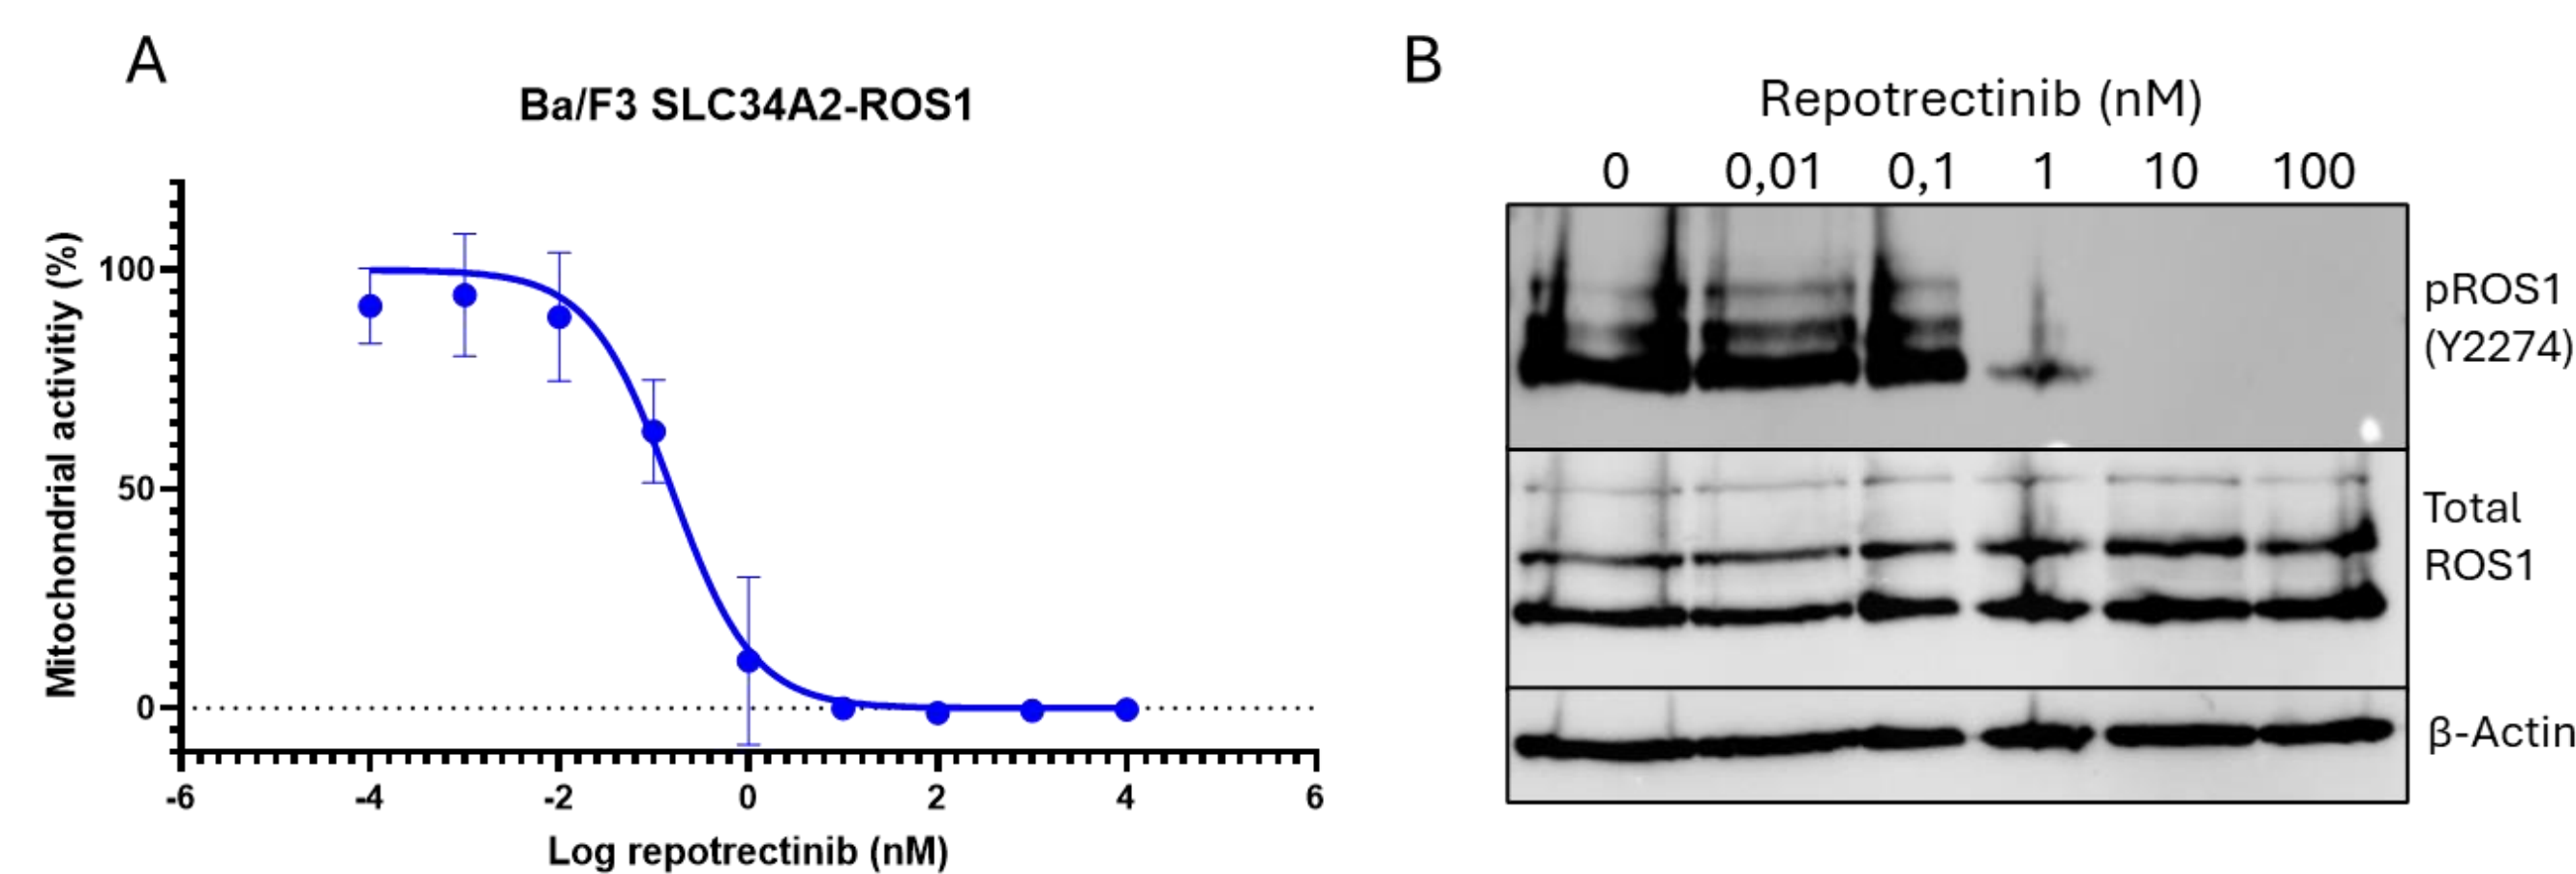 A
Ba/F3 SLC34A2-ROS1
Mitochondrial activitiy (%)
100
50
0
-6 -4 -2 0 2 4 6
Log repotrectinib (nM)
B
Repotrectinib (nM)
0 0,01 0,1 1 10 100
pROS1
(Y2274)
Total
ROS1
β-Actin